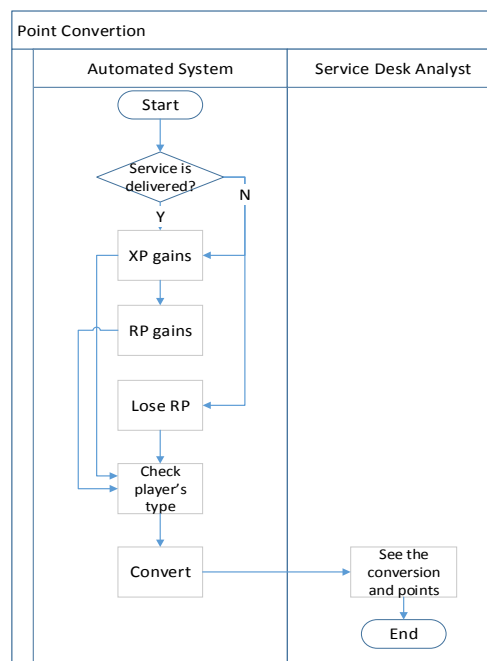 Point Convertion
Automated System
Service Desk Analyst
Start
Service is
delivered?
N
Y
XP gains
RP gains
Lose RP
Check
player's
type
Convert
See the
conversion
and points
End